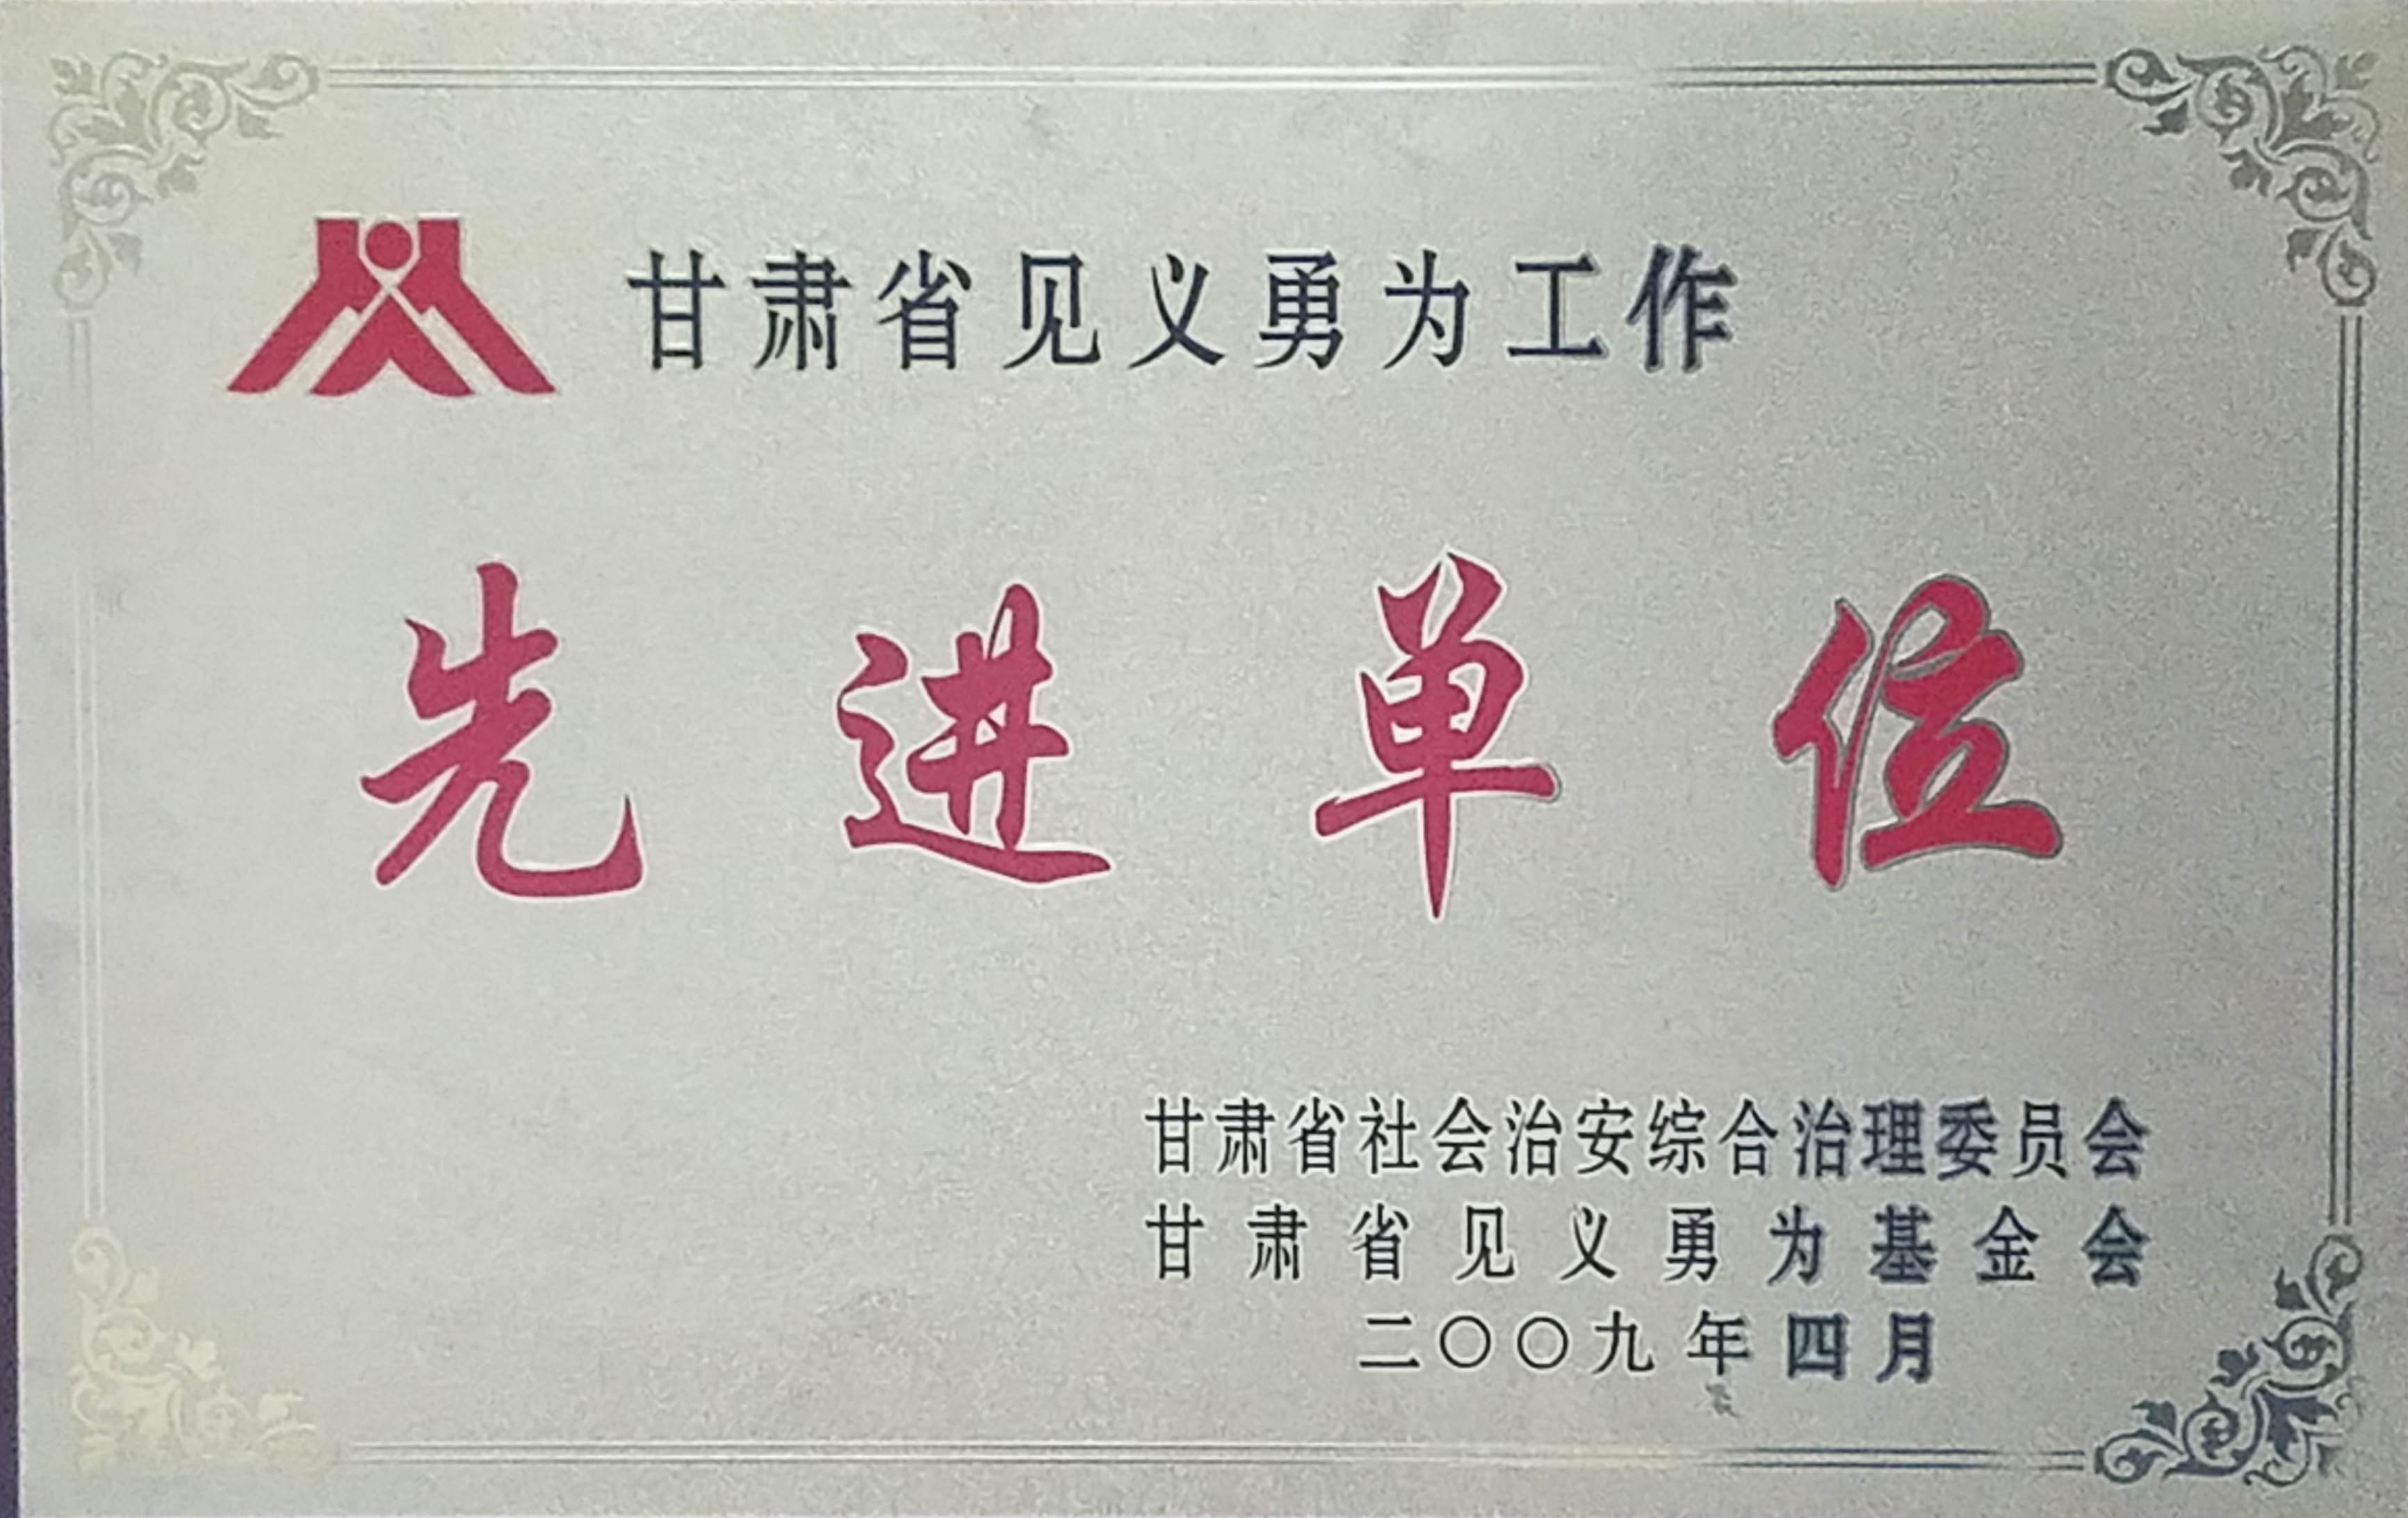 甘肃省见义勇为工作
先进单位
甘肃省社会治安综合治理委员会
甘肃省见义勇为基金会
二〇〇九年四月